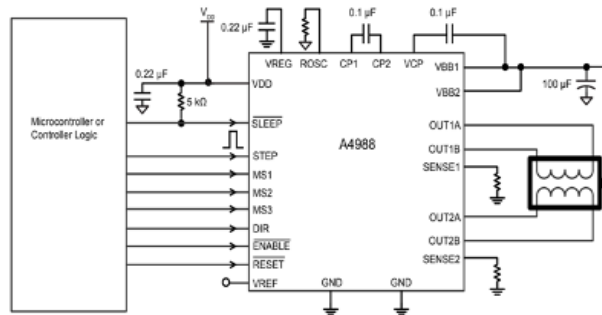 V_DD
0.22 µF
0.1 µF
0.1 µF
VREG ROSC CP1 CP2 VCP
0.22 µF
VDD
5 kΩ
VBB1
100 µF
VBB2
Microcontroller or
Controller Logic
SLEEP
OUT1A
A4988
OUT1B
STEP
SENSE1
MS1
MS2
MS3
OUT2A
DIR
OUT2B
ENABLE
SENSE2
RESET
VREF
GND GND